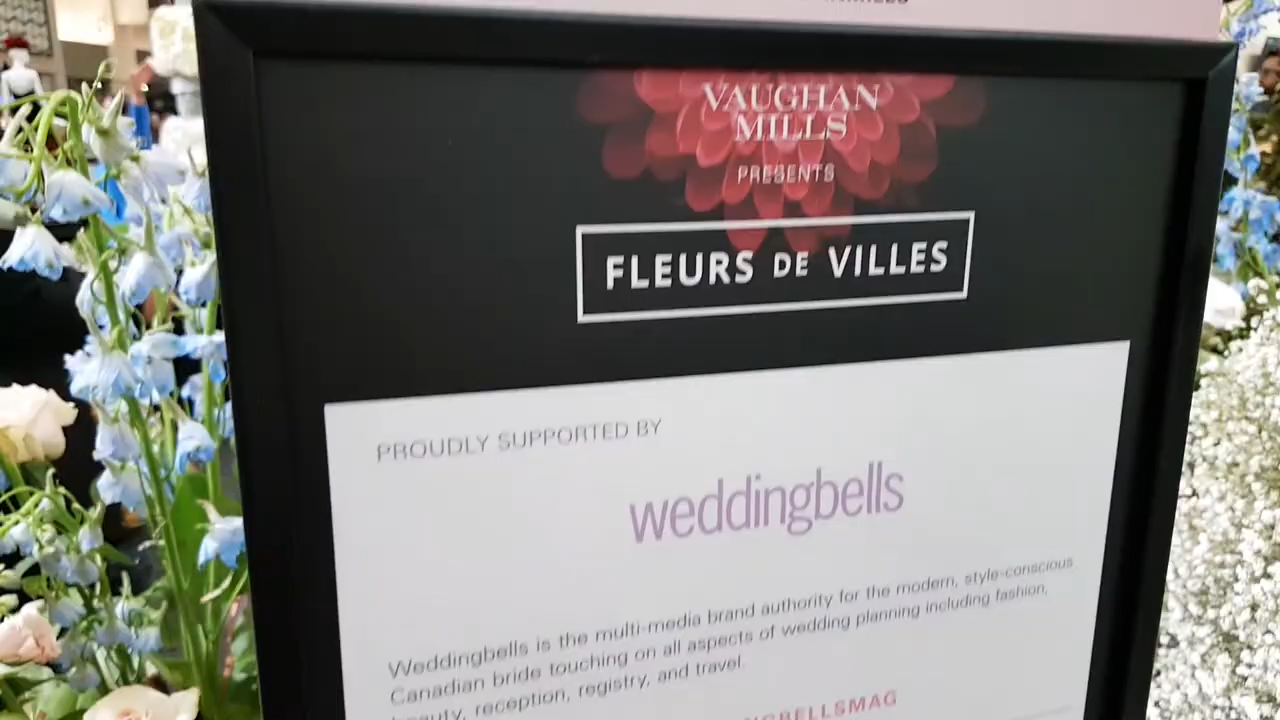 VAUGHAN
MILLS
PRESENTS
FLEURS DE VILLES
PROUDLY SUPPORTED BY
weddingbells
Weddingbells is the multi-media brand authority for the modern, style-conscious
Canadian bride touching on all aspects of wedding planning including fashion,
beauty, reception, registry, and travel.